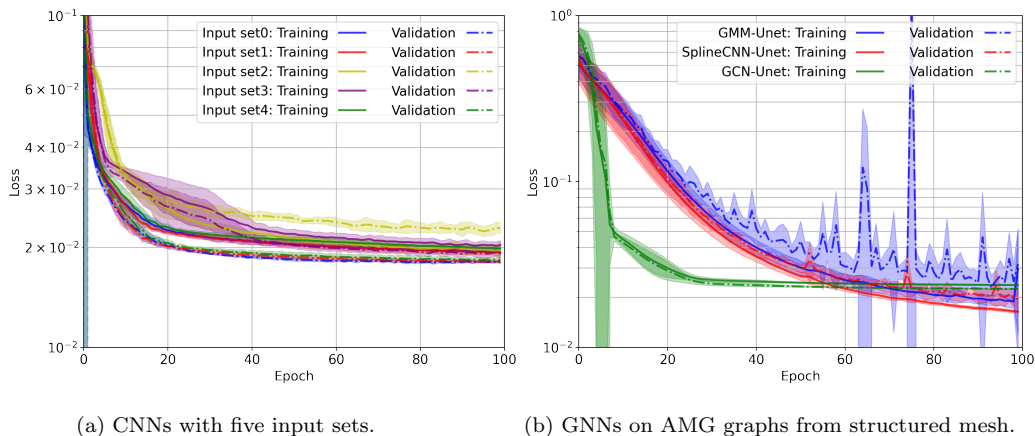 10⁻¹
6 × 10⁻²
4 × 10⁻²
3 × 10⁻²
2 × 10⁻²
10⁻²
Loss
0 20 40 60 80 100
Epoch
Input set0: Training Validation
Input set1: Training Validation
Input set2: Training Validation
Input set3: Training Validation
Input set4: Training Validation
(a) CNNs with five input sets.
10⁰
10⁻¹
10⁻²
Loss
0 20 40 60 80 100
Epoch
GMM-Unet: Training Validation
SplineCNN-Unet: Training Validation
GCN-Unet: Training Validation
(b) GNNs on AMG graphs from structured mesh.